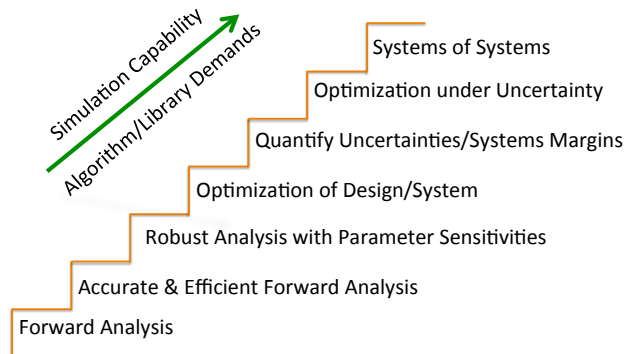 Simulation Capability
Algorithm/Library Demands
Systems of Systems
Optimization under Uncertainty
Quantify Uncertainties/Systems Margins
Optimization of Design/System
Robust Analysis with Parameter Sensitivities
Accurate & Efficient Forward Analysis
Forward Analysis